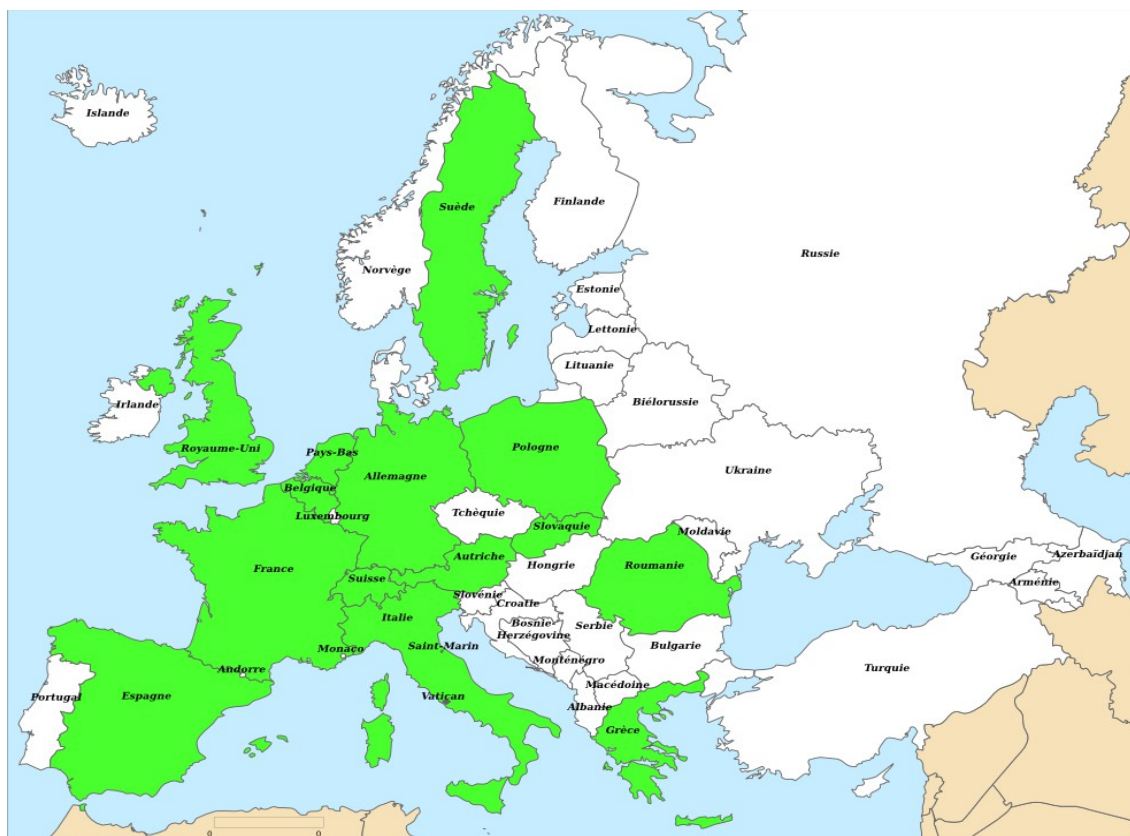 Islande
Suède
Finlande
Norvège
Russie
Estonie
Lettonie
Lituanie
Biélorussie
Irlande
Royaume-Uni
Pays-Bas
Pologne
Allemagne
Ukraine
Belgique
Luxembourg
Tchèquie
Slovaquie
Moldavie
Autriche
Géorgie
Azerbaïdjan
France
Hongrie
Roumanie
Suisse
Arménie
Slovénie
Croatie
Italie
Bosnie-
Herzégovine
Serbie
Saint-Marin
Bulgarie
Monaco
Monténégro
Andorre
Turquie
Macédoine
Portugal
Espagne
Vatican
Albanie
Grèce
0 0